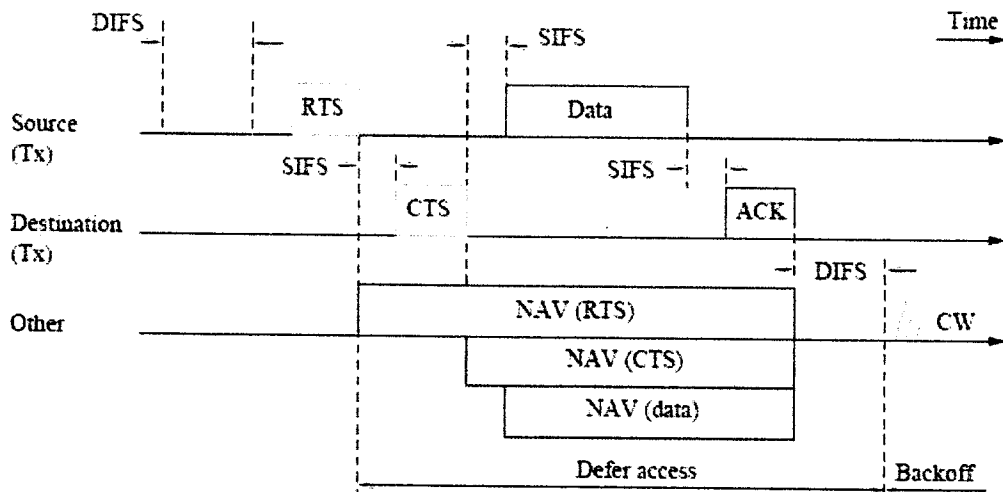 DIFS
SIFS
Time
RTS
Data
Source
(Tx)
SIFS
SIFS
CTS
ACK
Destination
(Tx)
DIFS
NAV (RTS)
Other
CW
NAV (CTS)
NAV (data)
Defer access
Backoff